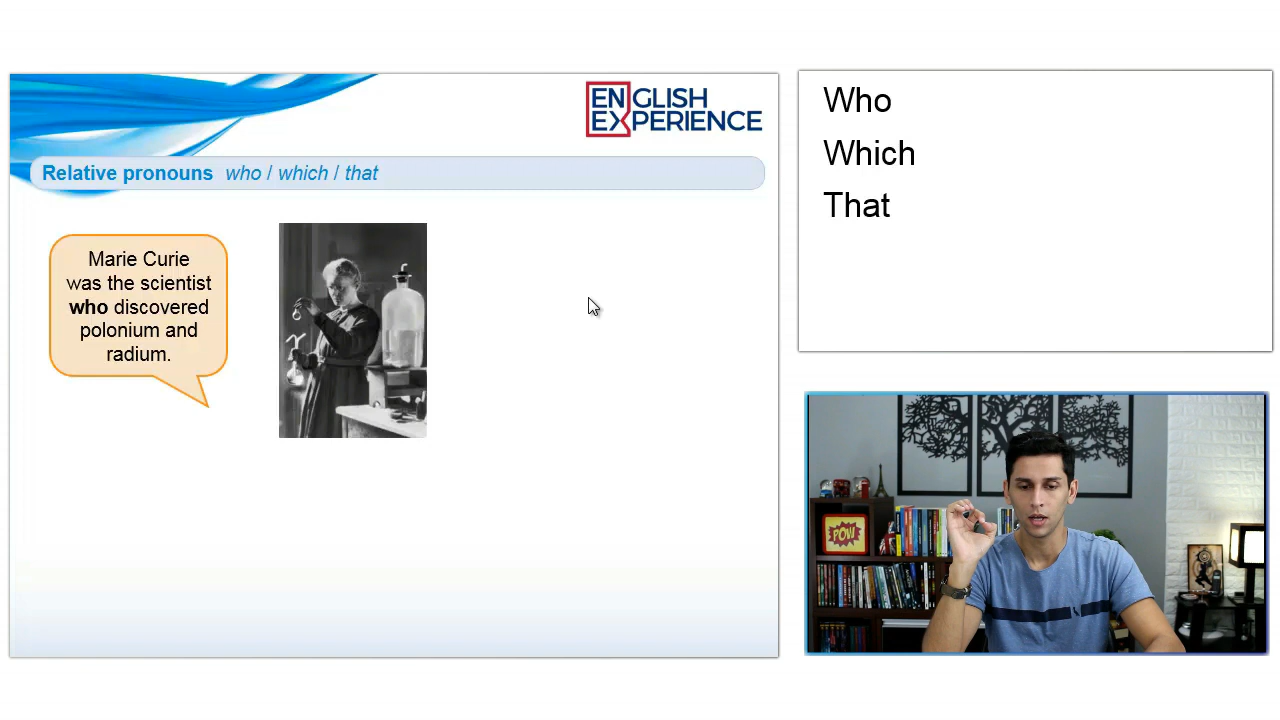 ENGLISH
EXPERIENCE
Relative pronouns who / which / that
Marie Curie
was the scientist
who discovered
polonium and
radium.
Who
Which
That
POW